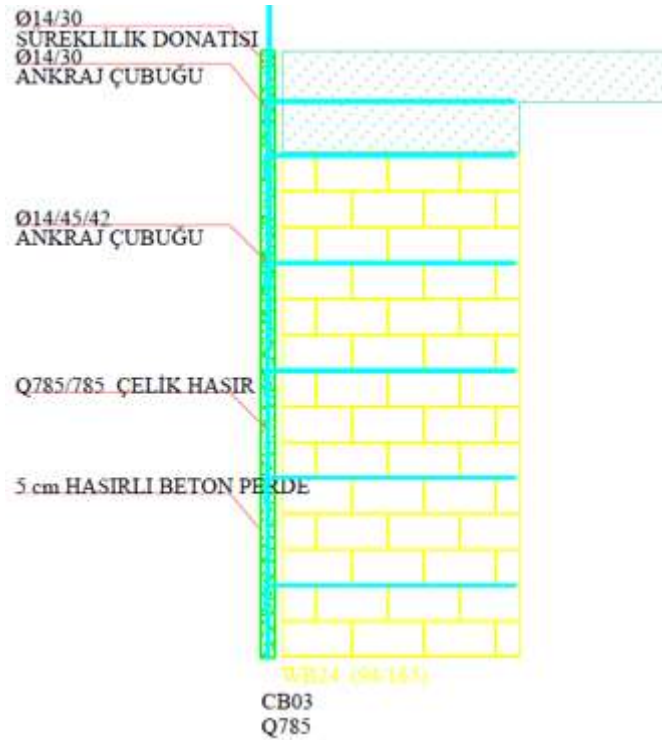 Ø14/30
SÜREKLİLİK DONATISI
Ø14/30
ANKRAJ ÇUBUĞU
Ø14/45/42
ANKRAJ ÇUBUĞU
Q785/785 ÇELİK HASIR
5 cm HASIRLI BETON PERDE
CB03
Q785